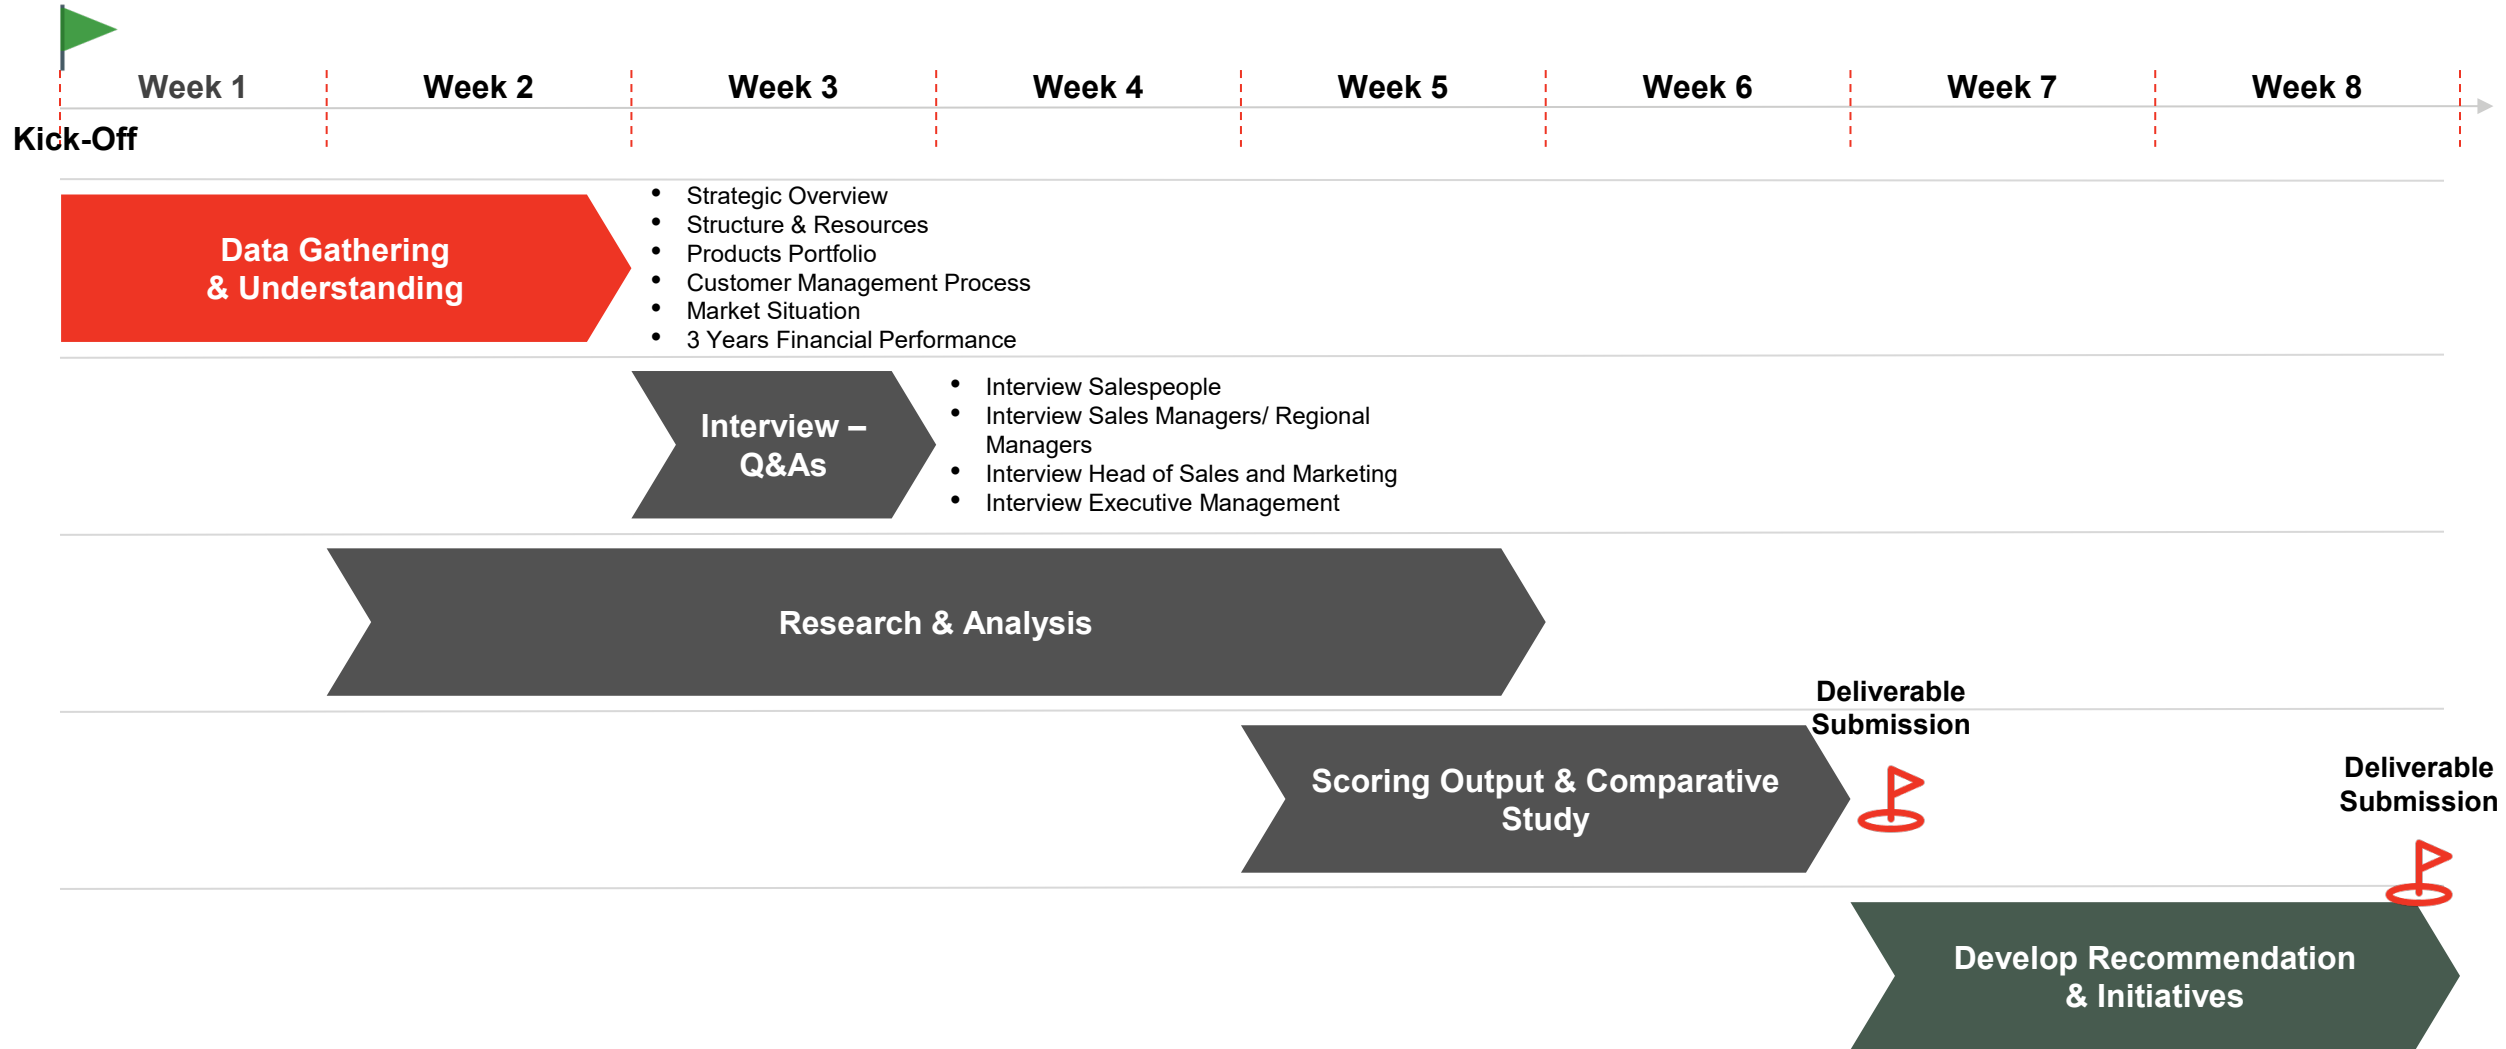 Week 1
Week 2
Week 3
Week 4
Week 5
Week 6
Week 7
Week 8
Kick-Off
Data Gathering
& Understanding
• Strategic Overview
• Structure & Resources
• Products Portfolio
• Customer Management Process
• Market Situation
• 3 Years Financial Performance
Interview –
Q&As
• Interview Salespeople
• Interview Sales Managers/ Regional
Managers
• Interview Head of Sales and Marketing
• Interview Executive Management
Research & Analysis
Deliverable
Submission
Scoring Output & Comparative
Study
Deliverable
Submission
Develop Recommendation
& Initiatives